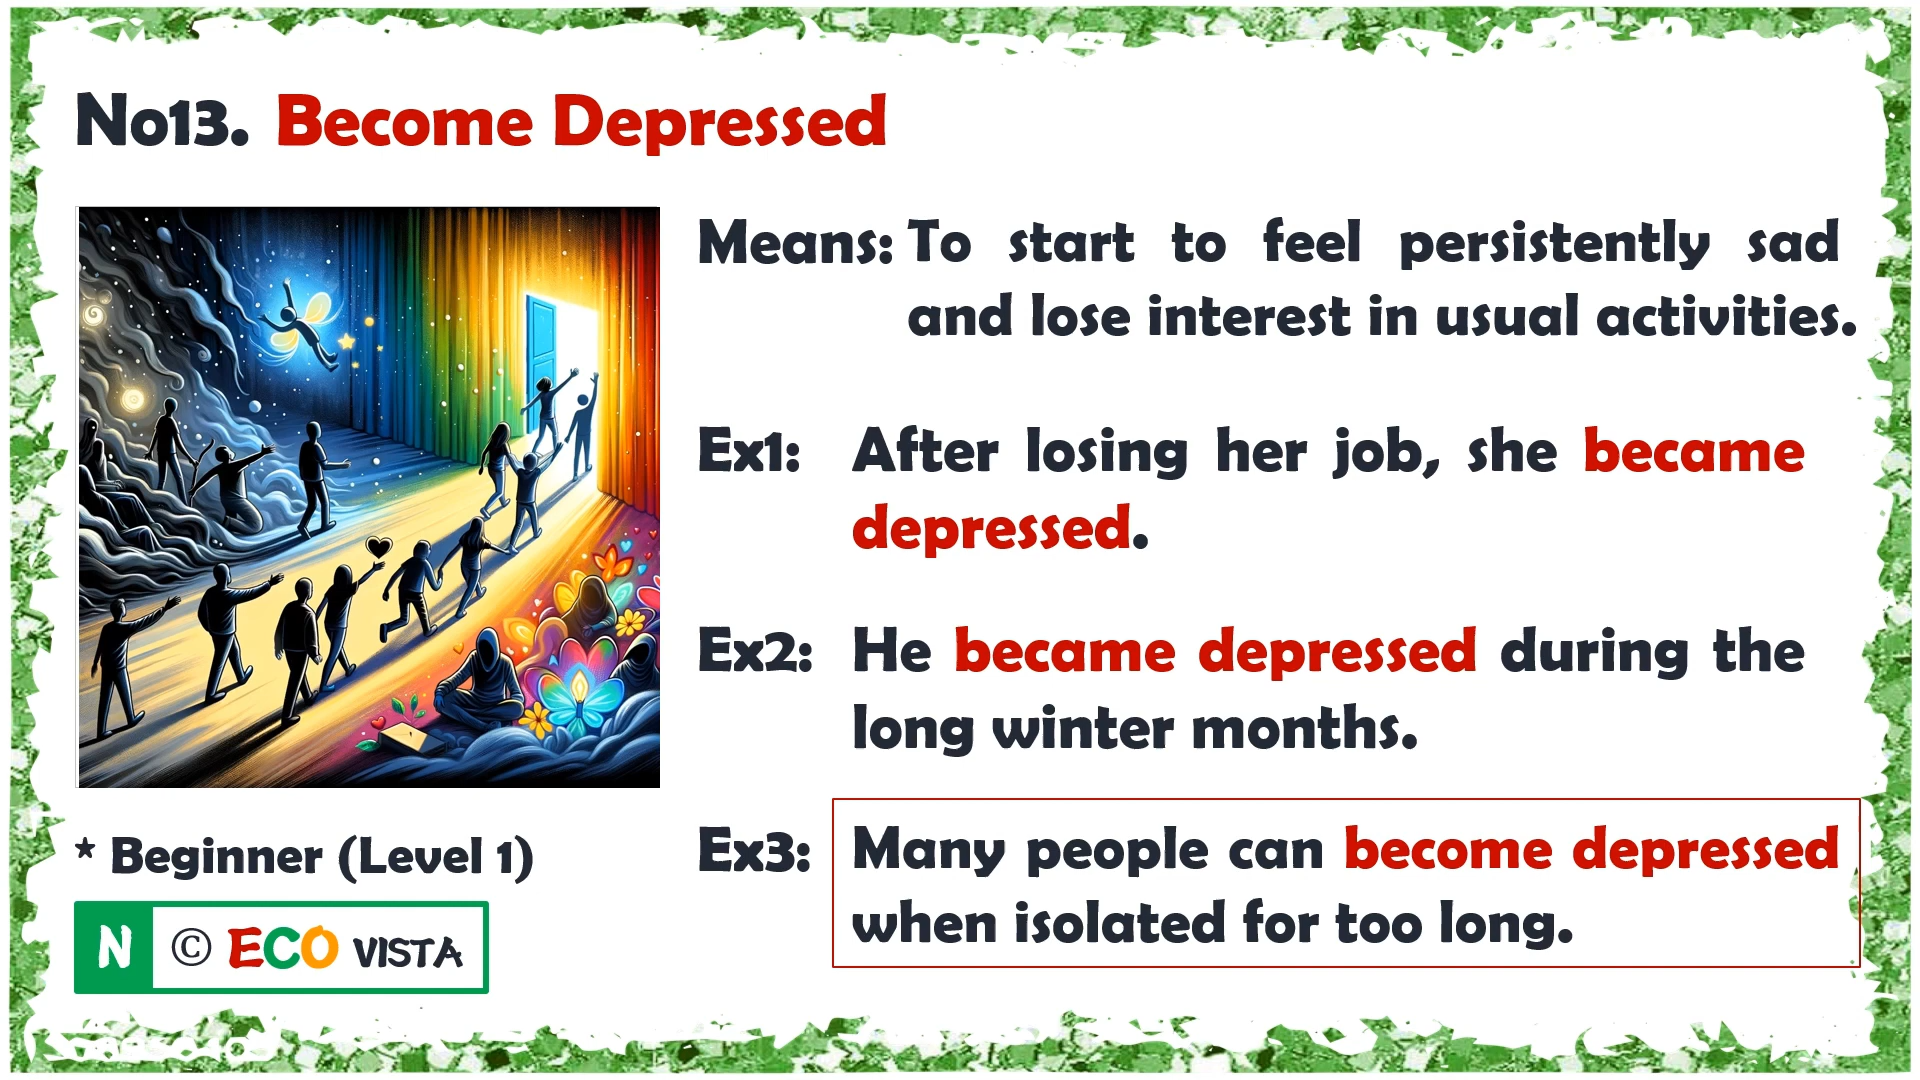 No13. Become Depressed
Means: To start to feel persistently sad
and lose interest in usual activities.
Ex1: After losing her job, she became
depressed.
Ex2: He became depressed during the
long winter months.
Ex3: Many people can become depressed
when isolated for too long.
* Beginner (Level 1)
N © ECO VISTA